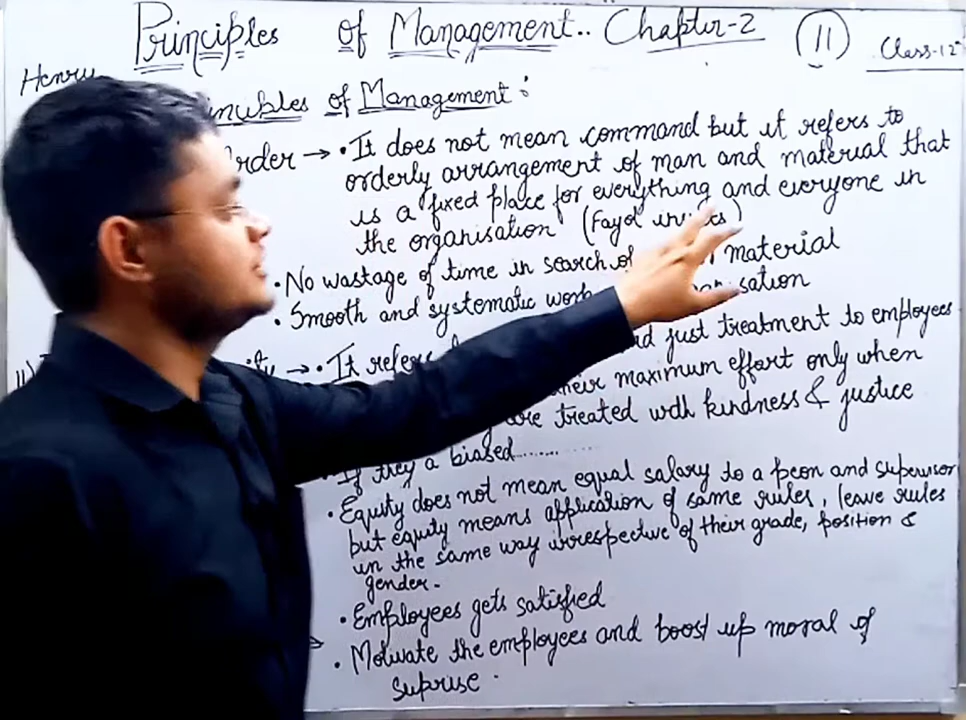 Principles of Management.. Chapter-2 (11) Class-12th
Henry
of Management:
Order → • It does not mean command but it refers to
orderly arrangement of man and material that
is a fixed place for everything and everyone in
the organisation (Fayol
• No wastage of time in search of material
• Smooth and systematic
→ • It refers just treatment to employees
their maximum effort only when
are treated with kindness & justice
If they a biased........
• Equity does not mean equal salary to a peon and supervisor
but equity means application of same rules, leave rules
in the same way irrespective of their grade, position &
gender.
• Employees gets satisfied
• Motivate the employees and boost up moral of
suprise.